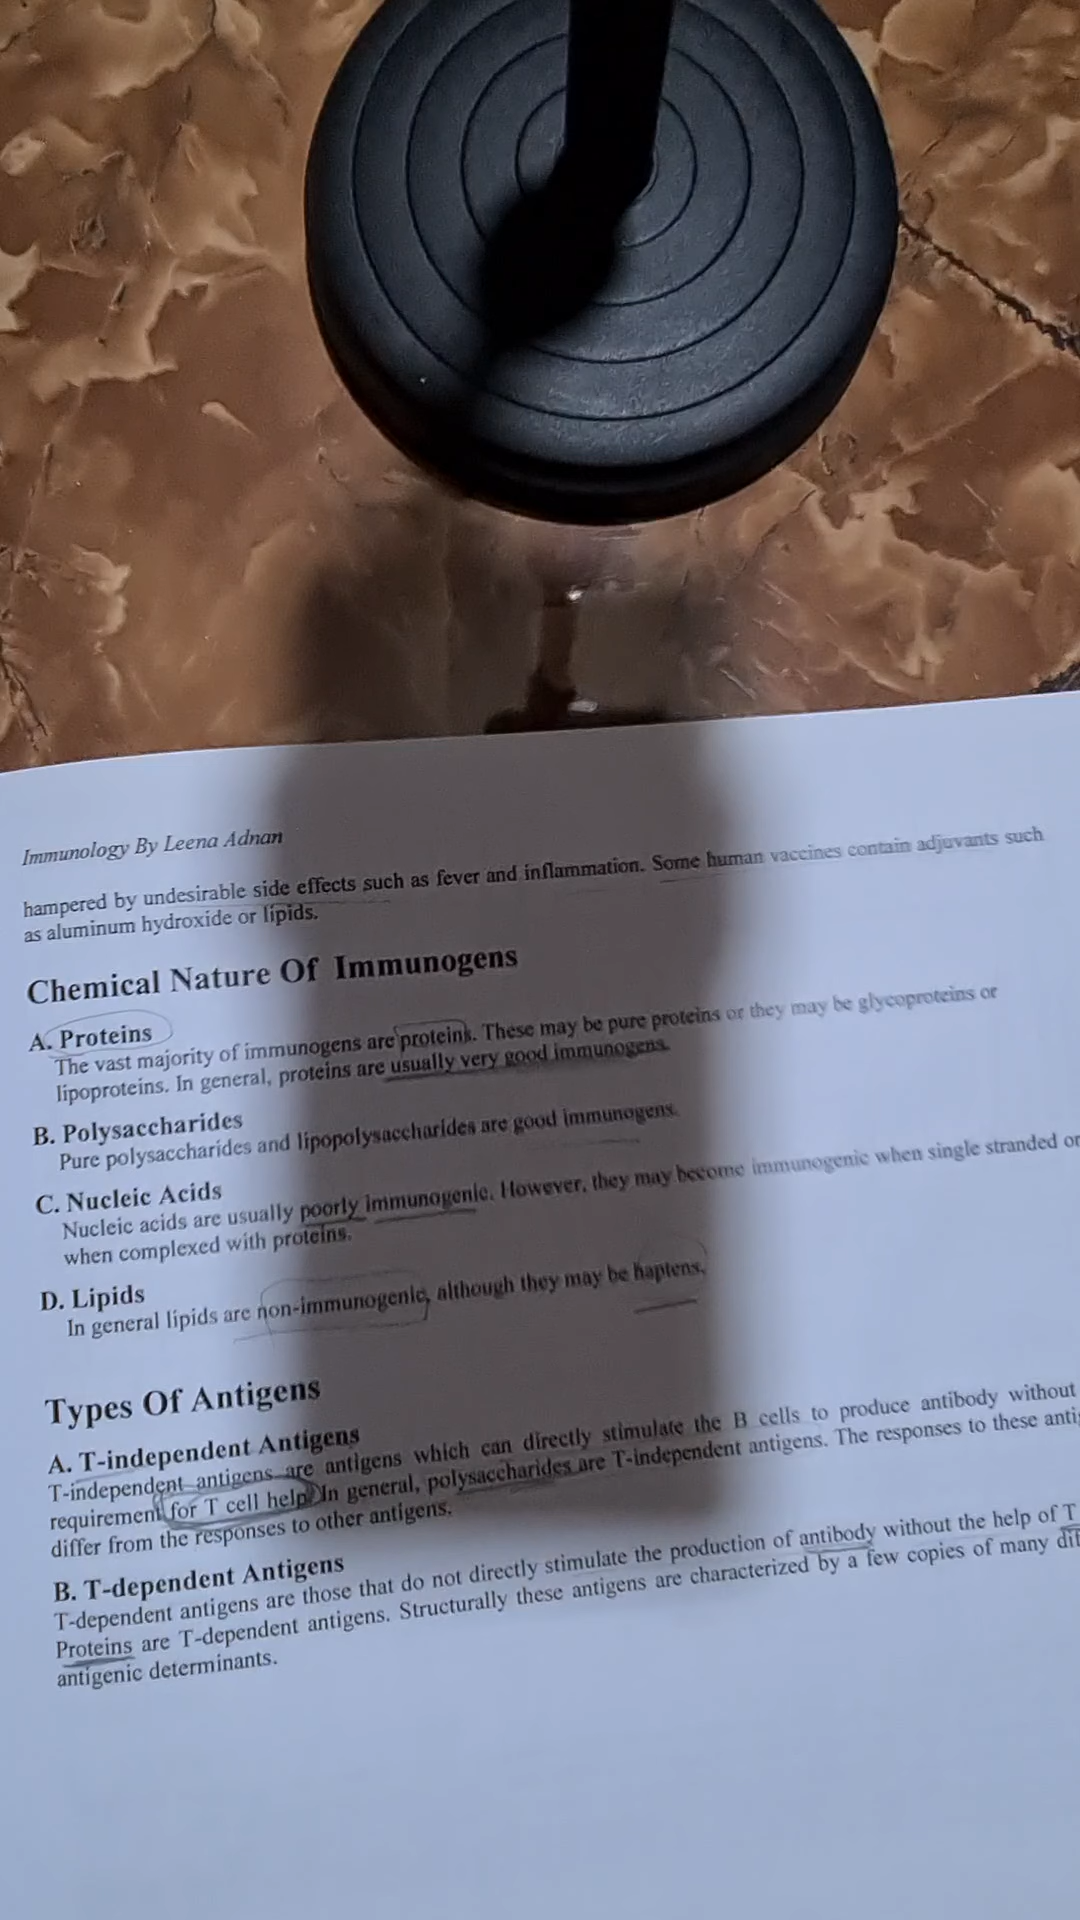 Immunology By Leena Adnan
hampered by undesirable side effects such as fever and inflammation. Some human vaccines contain adjuvants such
as aluminum hydroxide or lipids.
Chemical Nature Of Immunogens
A. Proteins
The vast majority of immunogens are proteins. These may be pure proteins or they may be glycoproteins or
lipoproteins. In general, proteins are usually very good immunogens.
B. Polysaccharides
Pure polysaccharides and lipopolysaccharides are good immunogens.
C. Nucleic Acids
Nucleic acids are usually poorly immunogenic. However, they may become immunogenic when single stranded or
when complexed with proteins.
D. Lipids
In general lipids are non-immunogenic, although they may be haptens.
Types Of Antigens
A. T-independent Antigens
T-independent antigens are antigens which can directly stimulate the B cells to produce antibody without
requirement for T cell help In general, polysaccharides are T-independent antigens. The responses to these
differ from the responses to other antigens.
B. T-dependent Antigens
T-dependent antigens are those that do not directly stimulate the production of antibody without the help of T
Proteins are T-dependent antigens. Structurally these antigens are characterized by a few copies of many
antigenic determinants.